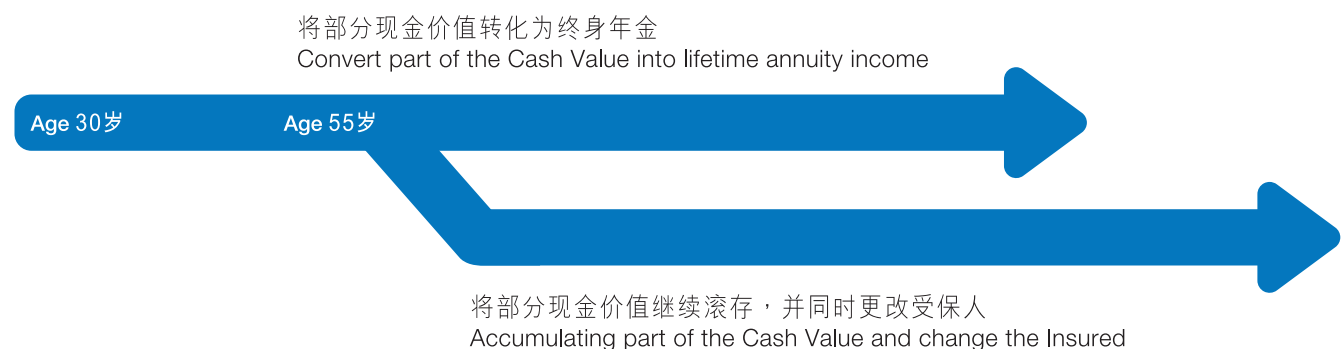 将部分现金价值转化为终身年金
Convert part of the Cash Value into lifetime annuity income
Age 30岁
Age 55岁
将部分现金价值继续滚存，并同时更改受保人
Accumulating part of the Cash Value and change the Insured